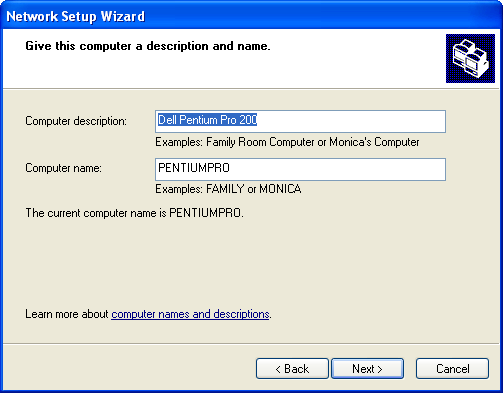 Network Setup Wizard
Give this computer a description and name.
Computer description: Dell Pentium Pro 200
Examples: Family Room Computer or Monica's Computer
Computer name: PENTIUMPRO
Examples: FAMILY or MONICA
The current computer name is PENTIUMPRO.
Learn more about computer names and descriptions.
< Back Next > Cancel